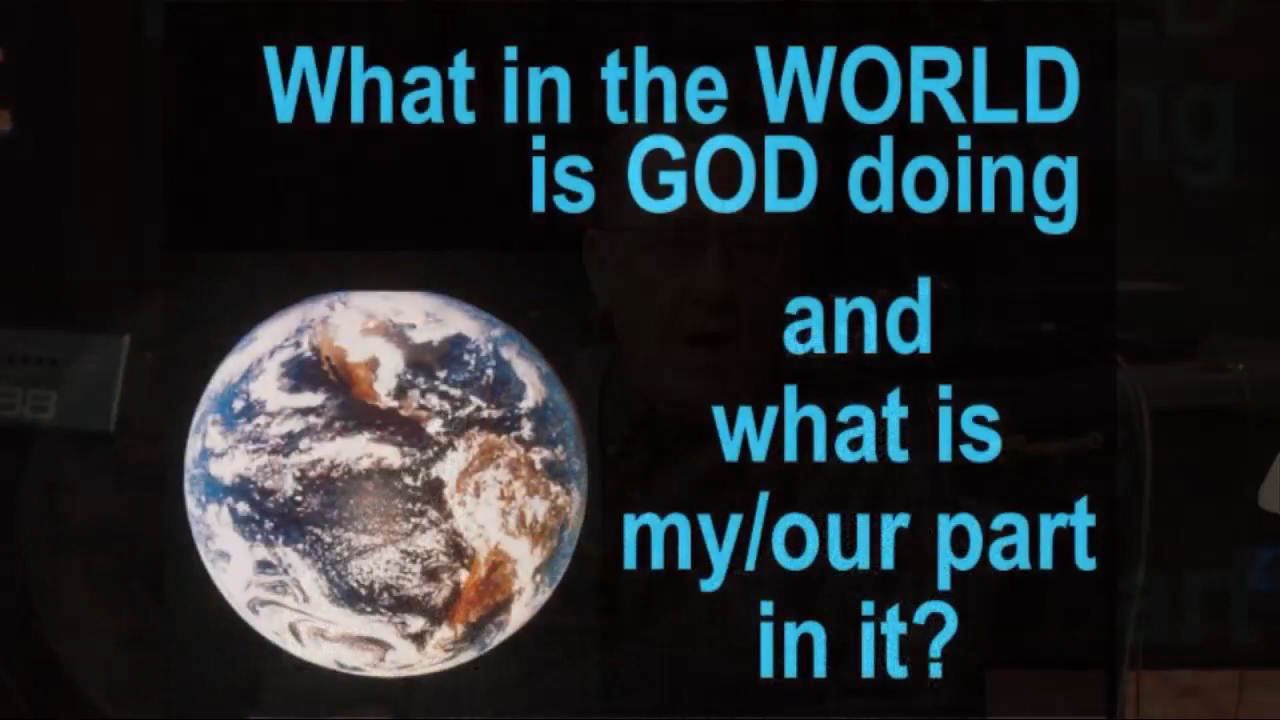 What in the WORLD
is GOD doing
and
what is
my/our part
in it?